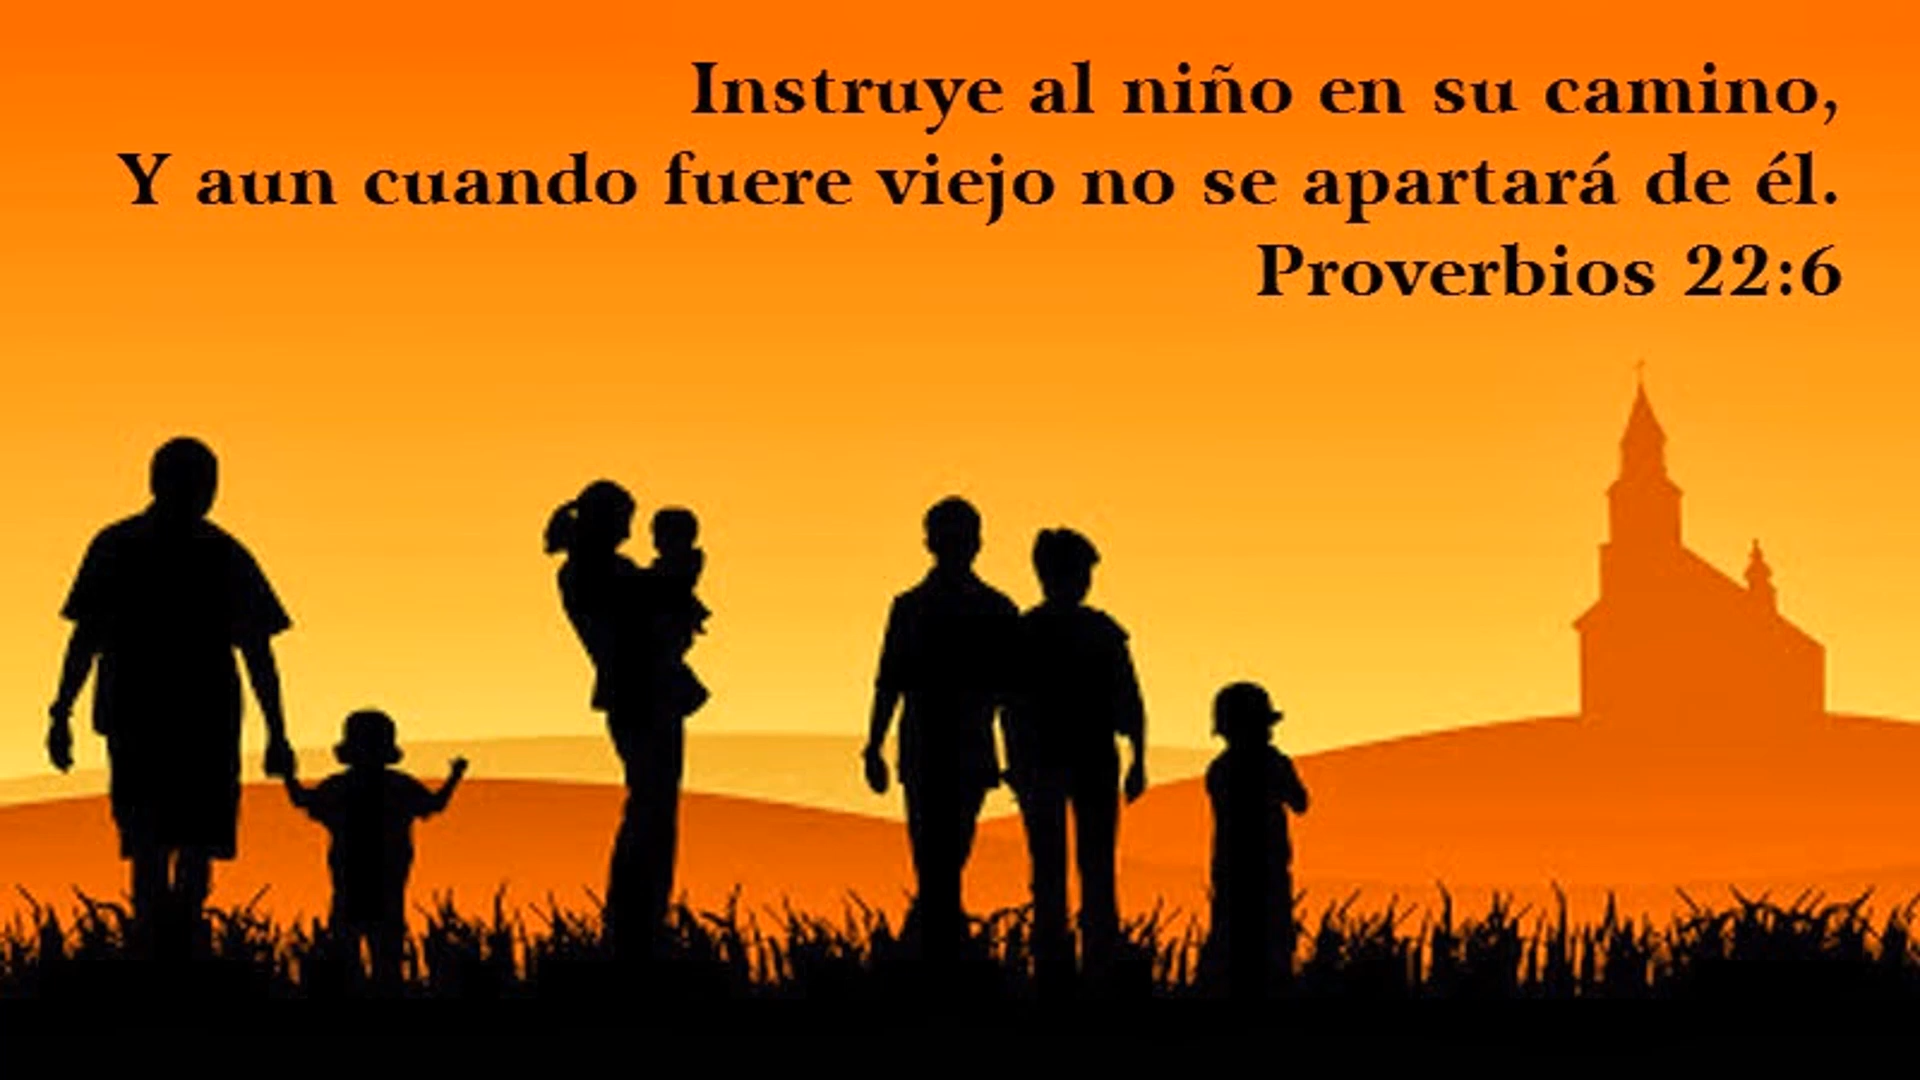 Instruye al niño en su camino,
Y aun cuando fuere viejo no se apartará de él.
Proverbios 22:6